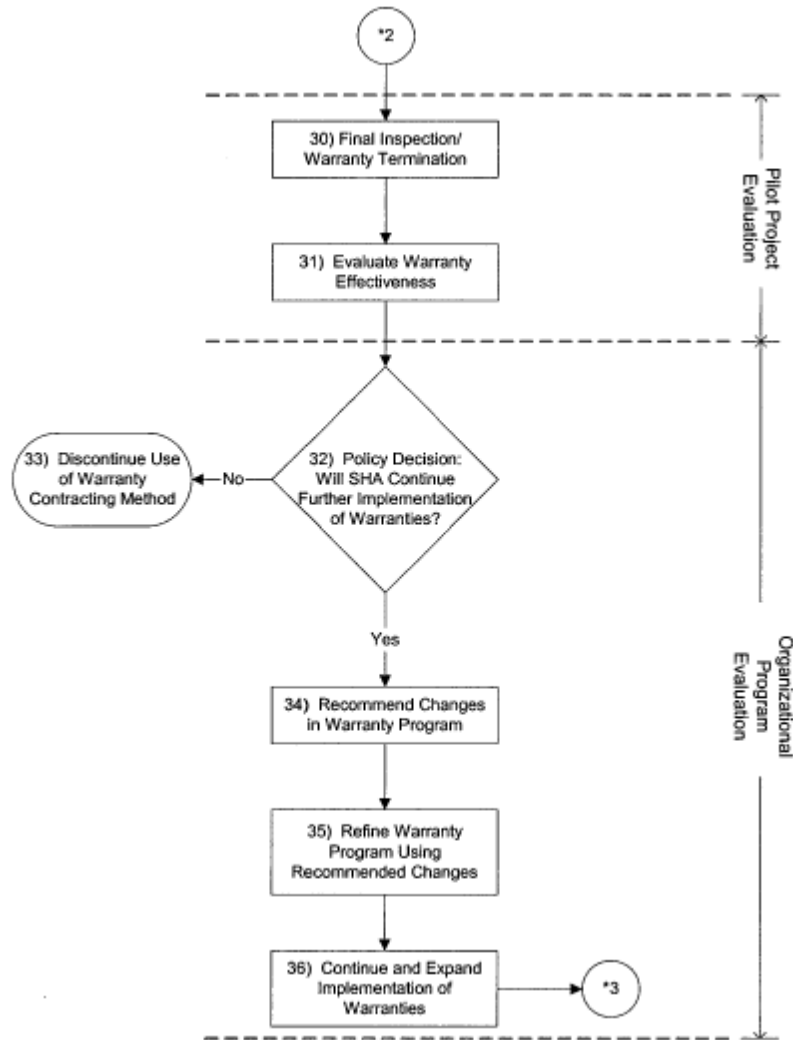 *2
30) Final Inspection/
Warranty Termination
Pilot Project
Evaluation
31) Evaluate Warranty
Effectiveness
32) Policy Decision:
Will SHA Continue
Further Implementation
of Warranties?
No
33) Discontinue Use
of Warranty
Contracting Method
Yes
Organizational
Program
Evaluation
34) Recommend Changes
in Warranty Program
35) Refine Warranty
Program Using
Recommended Changes
36) Continue and Expand
Implementation of
Warranties
*3